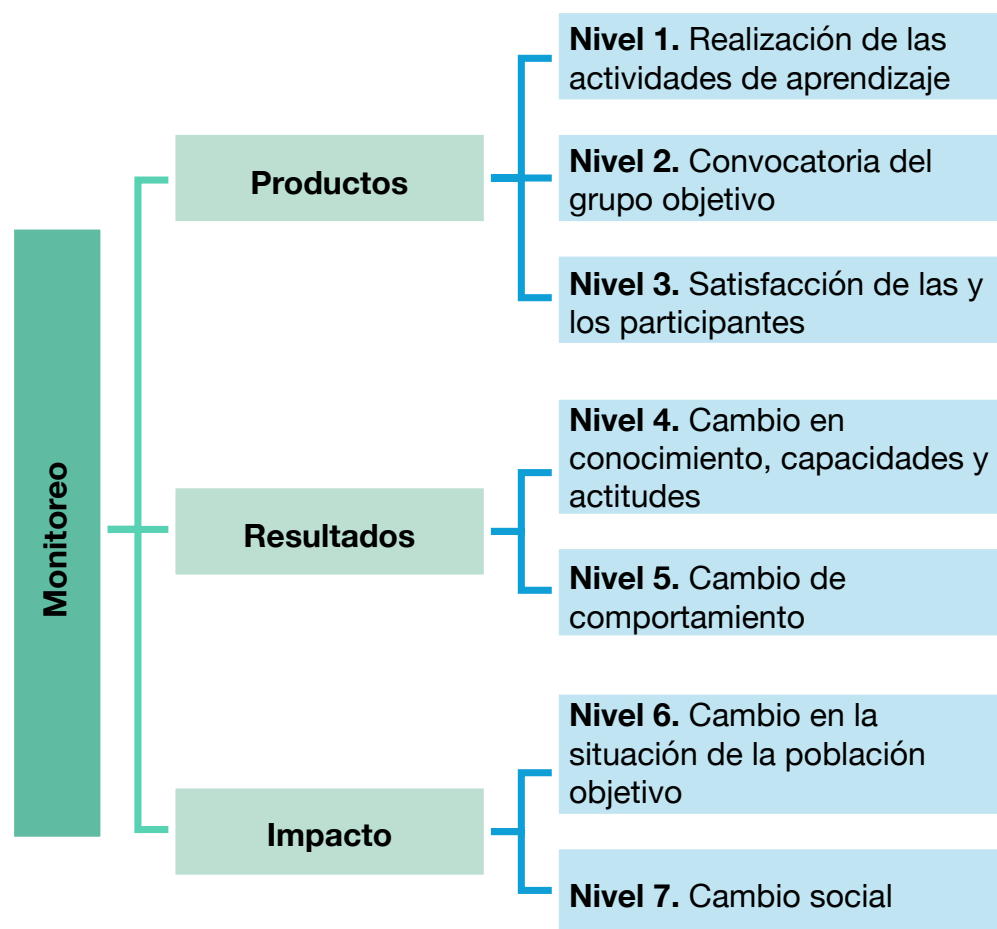 Monitoreo
Productos
Nivel 1. Realización de las
actividades de aprendizaje
Nivel 2. Convocatoria del
grupo objetivo
Nivel 3. Satisfacción de las y
los participantes
Resultados
Nivel 4. Cambio en
conocimiento, capacidades y
actitudes
Nivel 5. Cambio de
comportamiento
Impacto
Nivel 6. Cambio en la
situación de la población
objetivo
Nivel 7. Cambio social